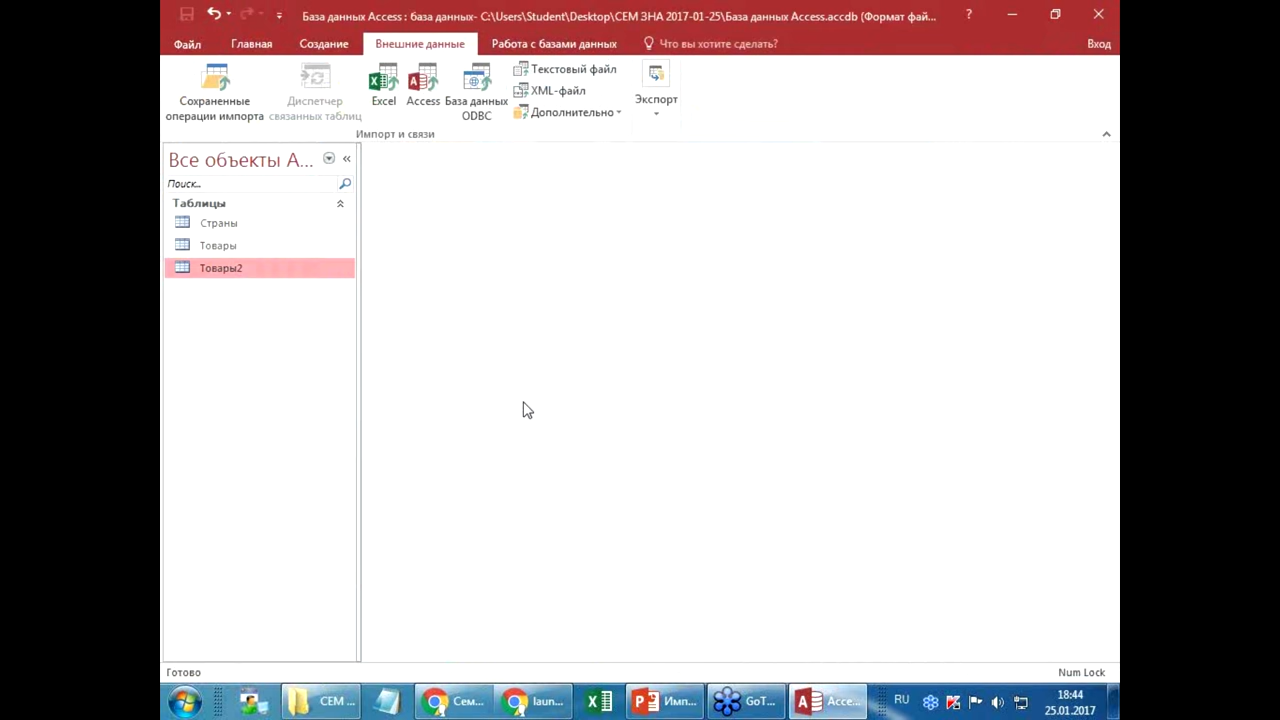 База данных Access : база данных- C:\Users\Student\Desktop\СЕМ ЗНА 2017-01-25\База данных Access.accdb (Формат фай...
?
Файл
Главная
Создание
Внешние данные
Работа с базами данных
Что вы хотите сделать?
Вход
Сохраненные
операции импорта
Диспетчер
связанных таблиц
Excel
Access
База данных
ODBC
Текстовый файл
XML-файл
Дополнительно
Экспорт
Импорт и связи
Все объекты A...
Поиск...
Таблицы
Страны
Товары
Товары2
Готово
Num Lock
СЕМ ...
Сем...
laun...
Имп...
GoT...
Acce...
RU
18:44
25.01.2017